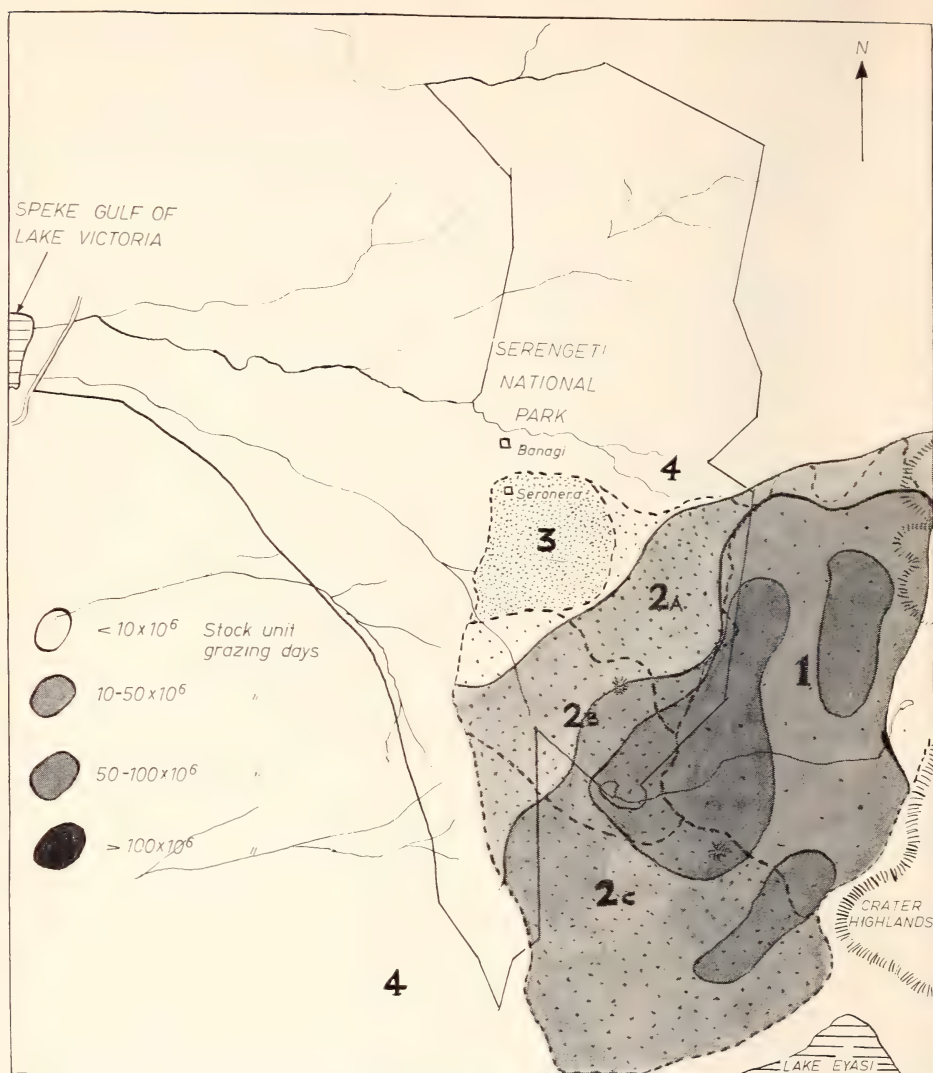 N
SPEKE GULF OF
LAKE VICTORIA
SERENGETI
NATIONAL
PARK
Banagi
4
Seronera
3
2A
1
< 10 x 10⁶ Stock unit
grazing days
10-50 x 10⁶ "
2B
50-100 x 10⁶ "
> 100 x 10⁶ "
2C
CRATER
HIGHLANDS
4
LAKE EYASI